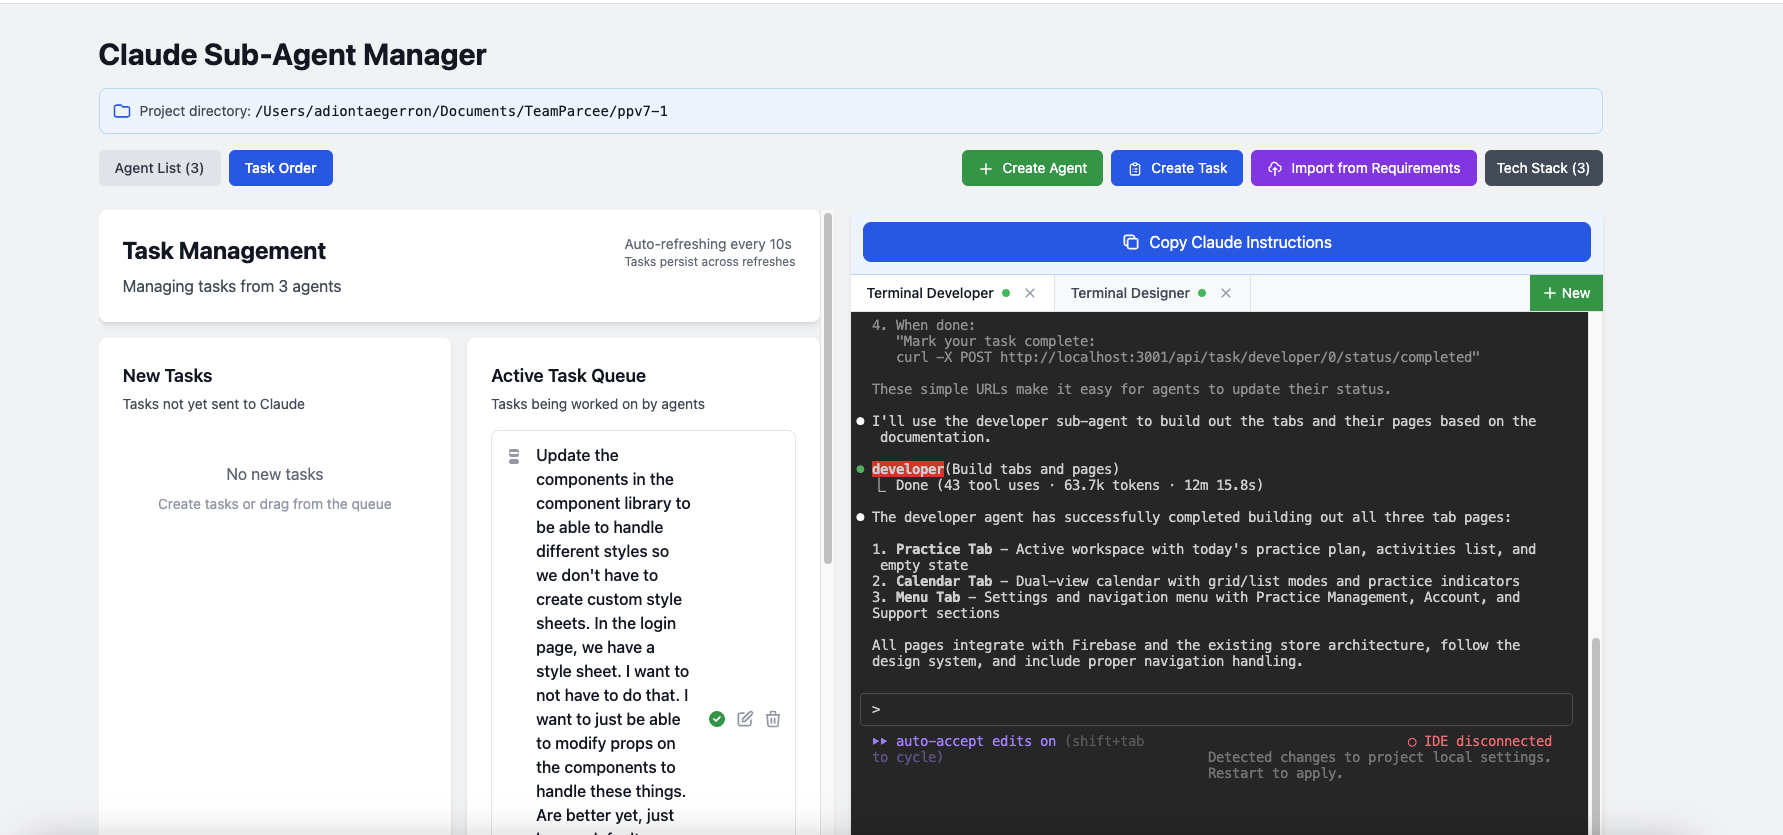 Claude Sub-Agent Manager
Project directory: /Users/adiontaegerron/Documents/TeamParcee/ppv7-1
Agent List (3)
Task Order
Create Agent
Create Task
Import from Requirements
Tech Stack (3)
Task Management
Auto-refreshing every 10s
Tasks persist across refreshes
Managing tasks from 3 agents
New Tasks
Tasks not yet sent to Claude
No new tasks
Create tasks or drag from the queue
Active Task Queue
Tasks being worked on by agents
Update the
components in the
component library to
be able to handle
different styles so
we don't have to
create custom style
sheets. In the login
page, we have a
style sheet. I want to
not have to do that. I
want to just be able
to modify props on
the components to
handle these things.
Are better yet, just
Copy Claude Instructions
Terminal Developer
Terminal Designer
+ New
4. When done:
"Mark your task complete:
curl -X POST http://localhost:3001/api/task/developer/0/status/completed"
These simple URLs make it easy for agents to update their status.
I'll use the developer sub-agent to build out the tabs and their pages based on the
documentation.
developer(Build tabs and pages)
Done (43 tool uses · 63.7k tokens · 12m 15.8s)
The developer agent has successfully completed building out all three tab pages:
1. Practice Tab – Active workspace with today's practice plan, activities list, and
empty state
2. Calendar Tab – Dual-view calendar with grid/list modes and practice indicators
3. Menu Tab – Settings and navigation menu with Practice Management, Account, and
Support sections
All pages integrate with Firebase and the existing store architecture, follow the
design system, and include proper navigation handling.
>
auto-accept edits on (shift+tab
to cycle)
IDE disconnected
Detected changes to project local settings.
Restart to apply.